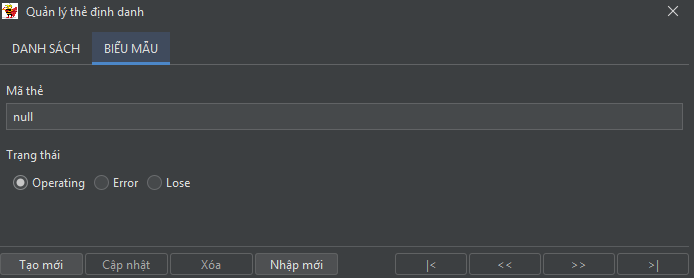 Quản lý thẻ định danh
DANH SÁCH BIỂU MẪU
Mã thẻ
null
Trạng thái
Operating Error Lose
Tạo mới Cập nhật Xóa Nhập mới |< << >> >|